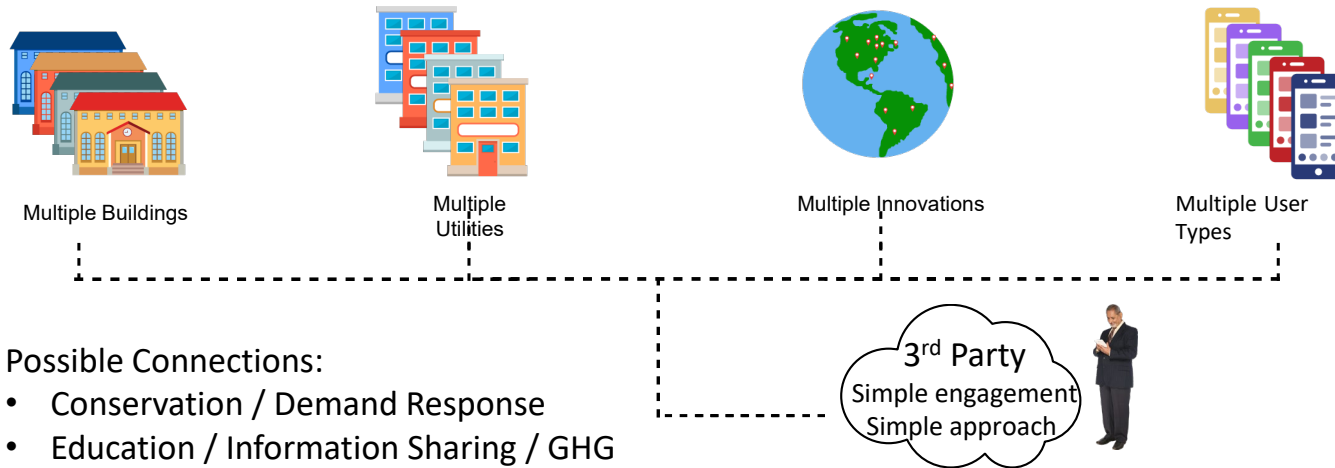 Multiple Buildings
Multiple
Utilities
Multiple Innovations
Multiple User
Types
Possible Connections:
• Conservation / Demand Response
• Education / Information Sharing / GHG
3rd Party
Simple engagement
Simple approach